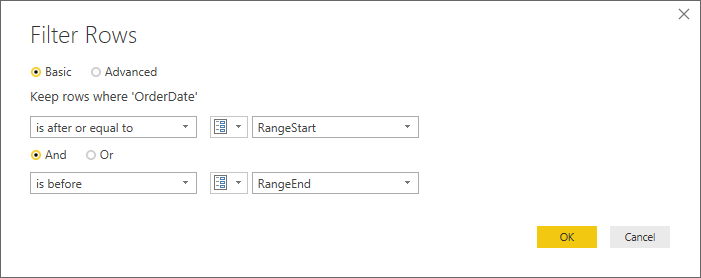 Filter Rows
Basic Advanced
Keep rows where 'OrderDate'
is after or equal to RangeStart
And Or
is before RangeEnd
OK Cancel